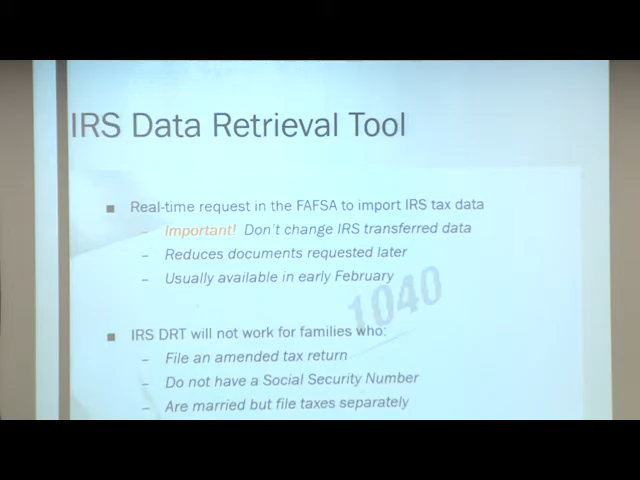 IRS Data Retrieval Tool
■ Real-time request in the FAFSA to import IRS tax data
– Important! Don't change IRS transferred data
– Reduces documents requested later
– Usually available in early February
1040
■ IRS DRT will not work for families who:
– File an amended tax return
– Do not have a Social Security Number
– Are married but file taxes separately